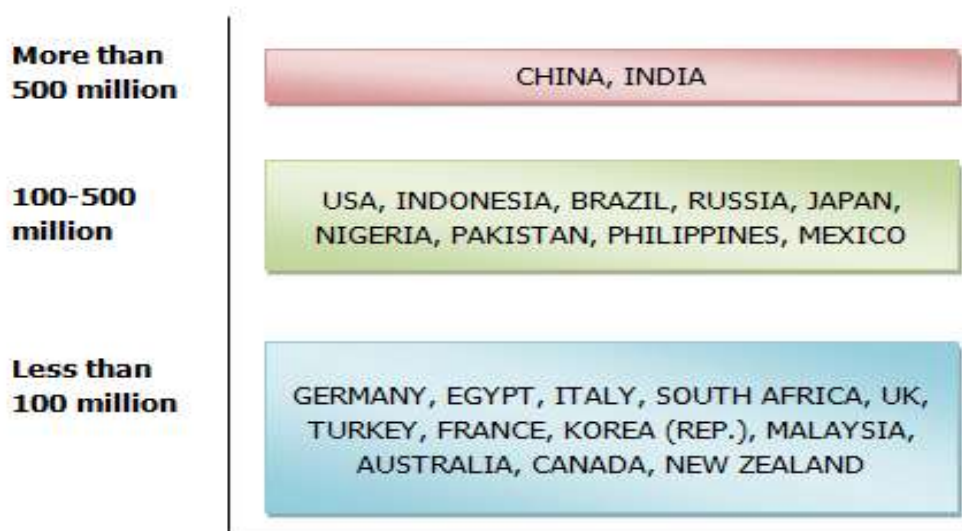 More than
500 million
CHINA, INDIA
100-500
million
USA, INDONESIA, BRAZIL, RUSSIA, JAPAN,
NIGERIA, PAKISTAN, PHILIPPINES, MEXICO
Less than
100 million
GERMANY, EGYPT, ITALY, SOUTH AFRICA, UK,
TURKEY, FRANCE, KOREA (REP.), MALAYSIA,
AUSTRALIA, CANADA, NEW ZEALAND